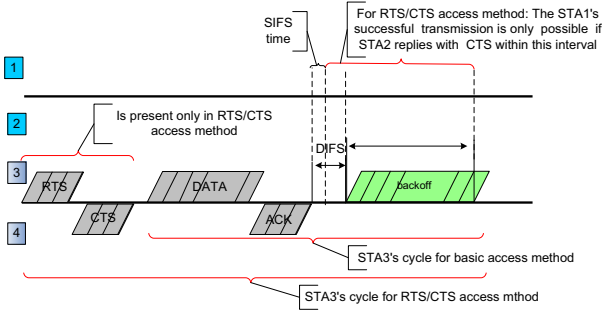 SIFS
time
For RTS/CTS access method: The STA1's
successful transmission is only possible if
STA2 replies with CTS within this interval
1
2
Is present only in RTS/CTS
access method
DIFS
3
RTS
DATA
backoff
CTS
ACK
4
STA3's cycle for basic access method
STA3's cycle for RTS/CTS access mthod